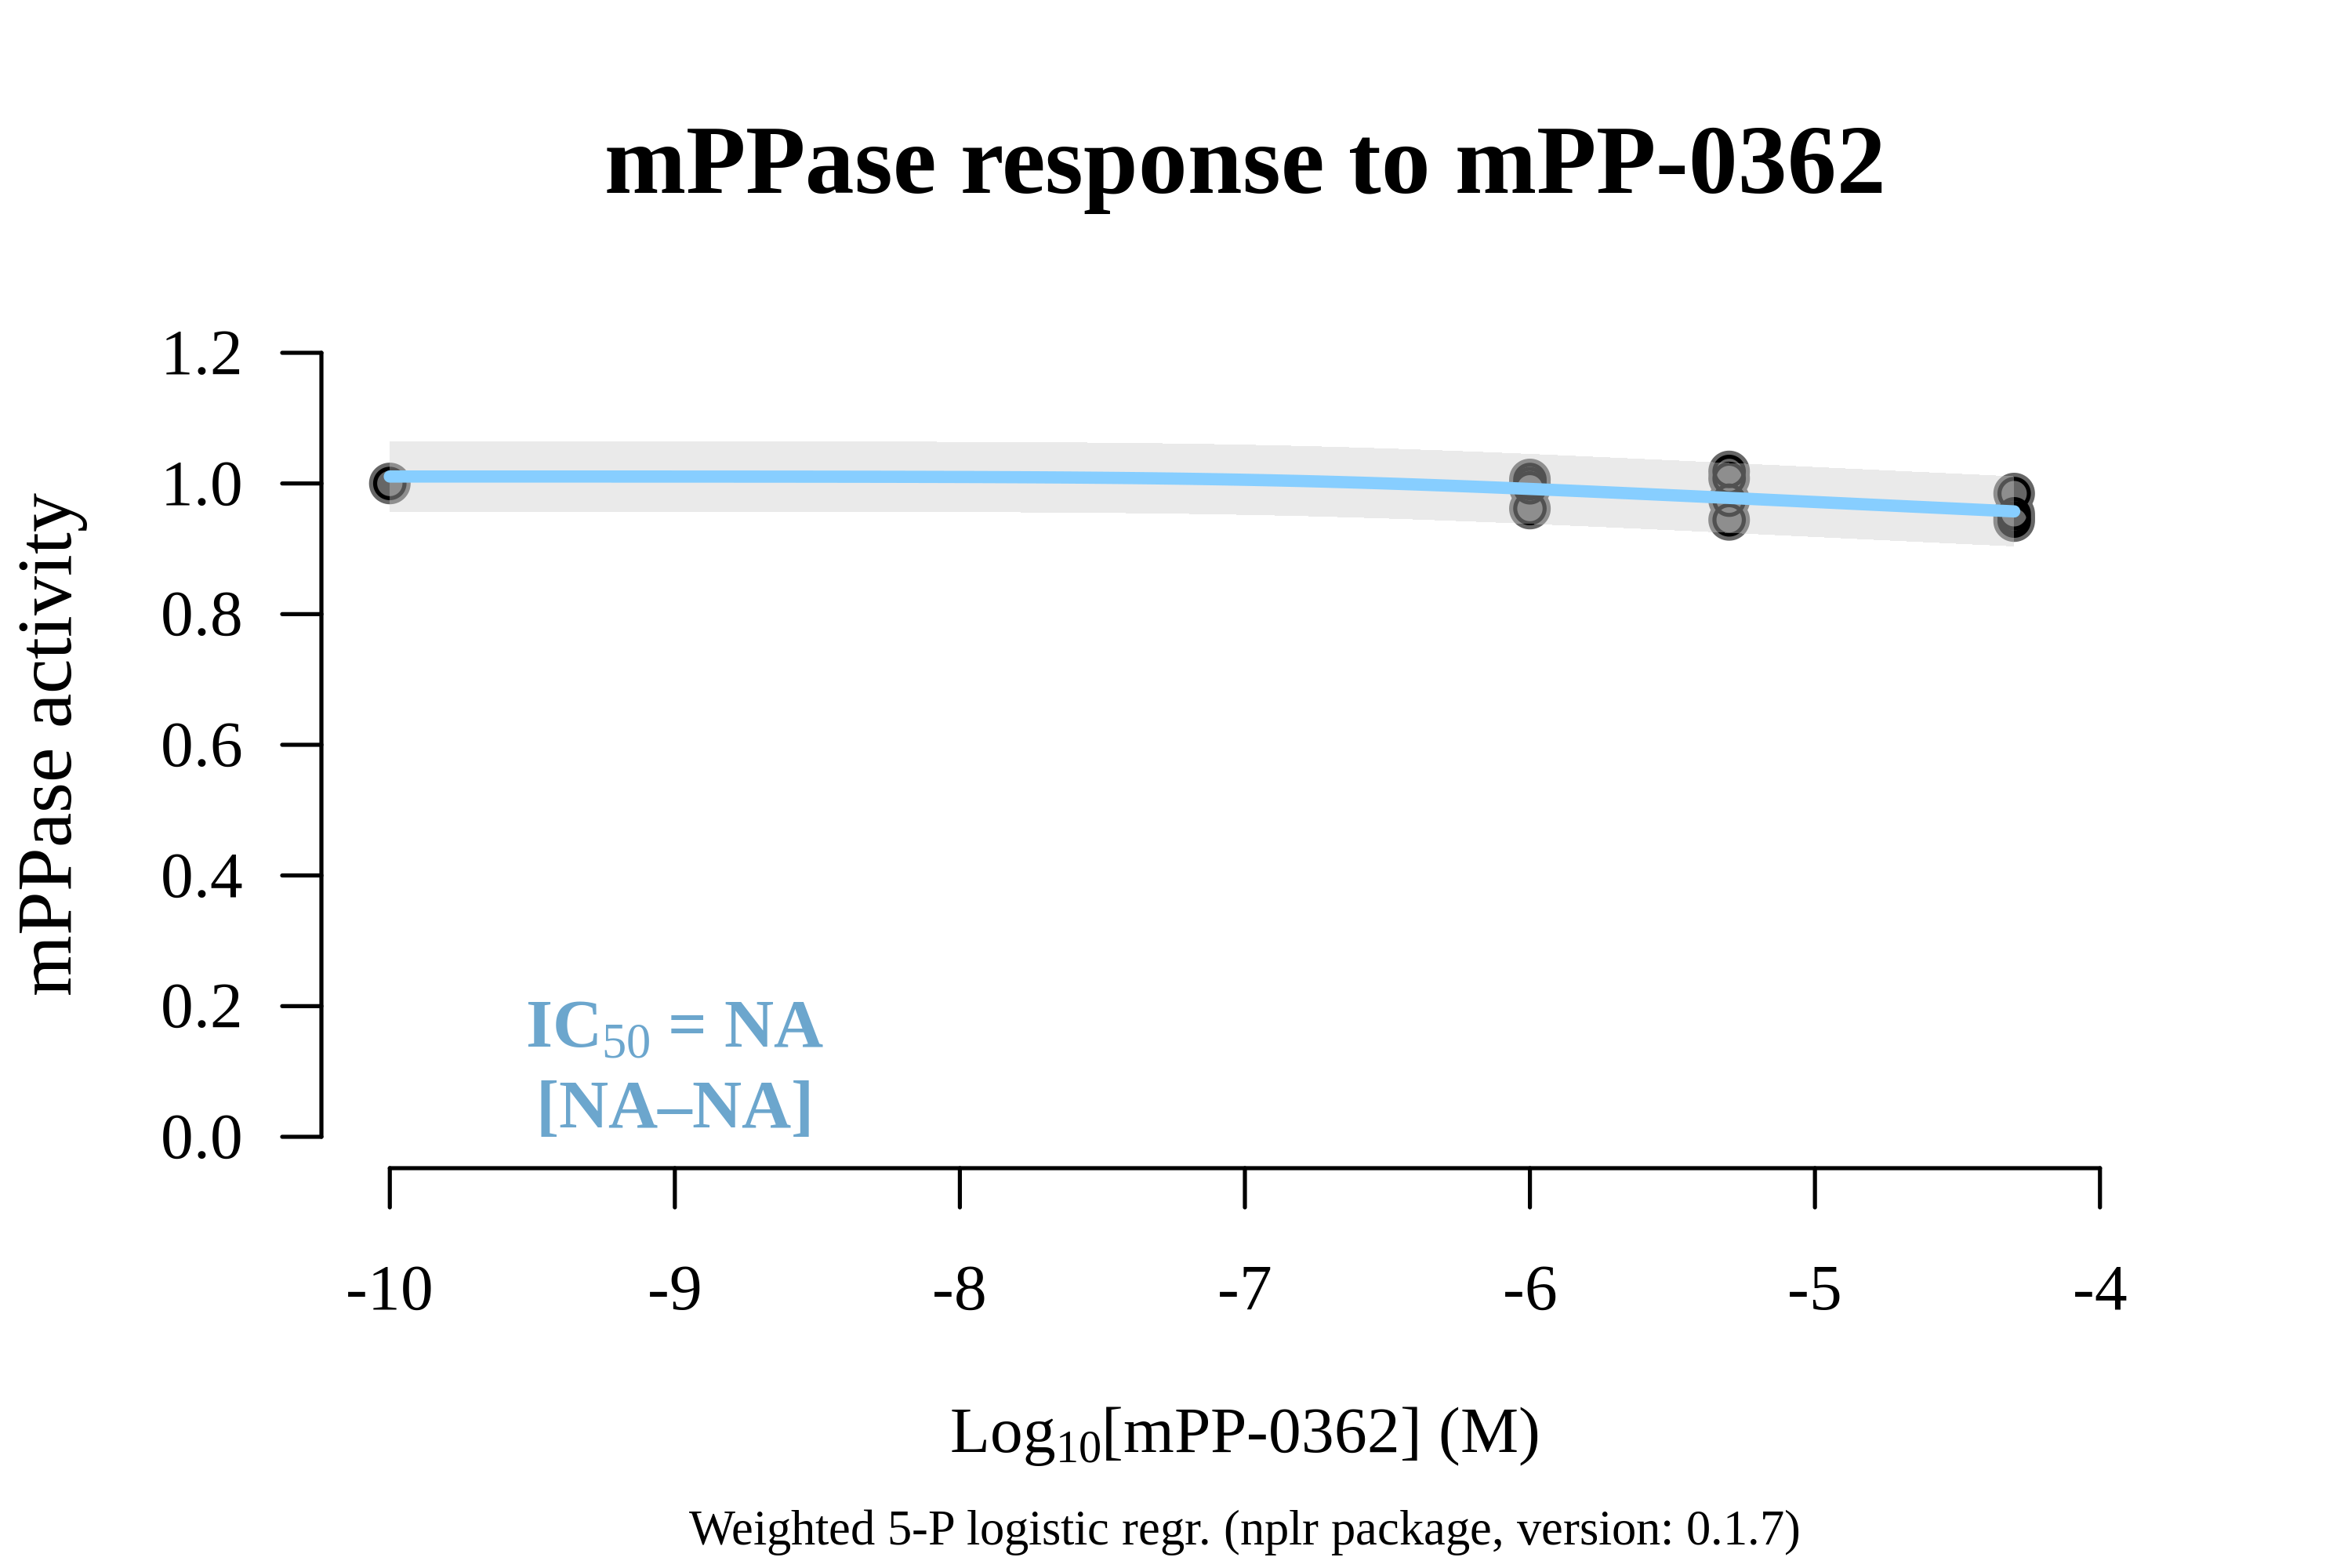 mPPase response to mPP-0362
mPPase activity
1.2
1.0
0.8
0.6
0.4
0.2
0.0
IC50 = NA
[NA–NA]
-10 -9 -8 -7 -6 -5 -4
Log10[mPP-0362] (M)
Weighted 5-P logistic regr. (nplr package, version: 0.1.7)